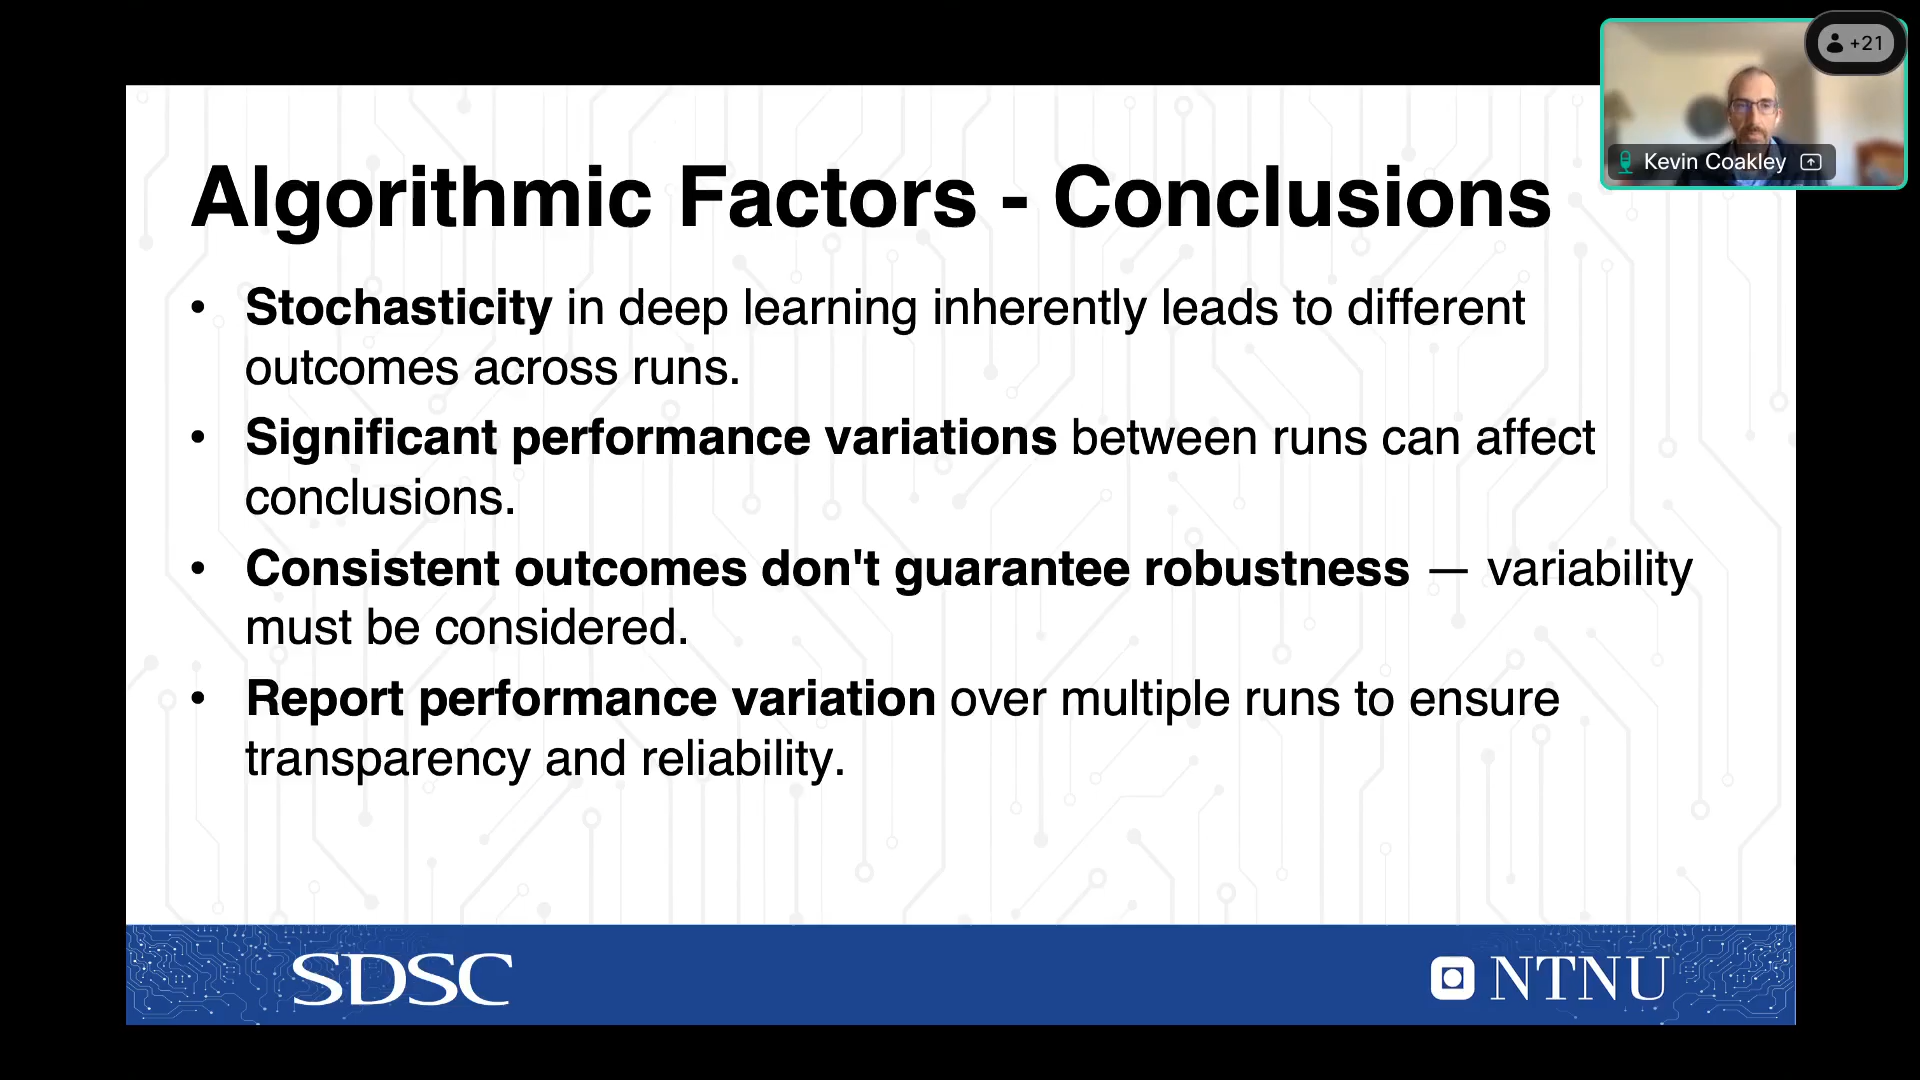 +21
Kevin Coakley
Algorithmic Factors - Conclusions
• Stochasticity in deep learning inherently leads to different
outcomes across runs.
• Significant performance variations between runs can affect
conclusions.
• Consistent outcomes don't guarantee robustness — variability
must be considered.
• Report performance variation over multiple runs to ensure
transparency and reliability.
SDSC
NTNU